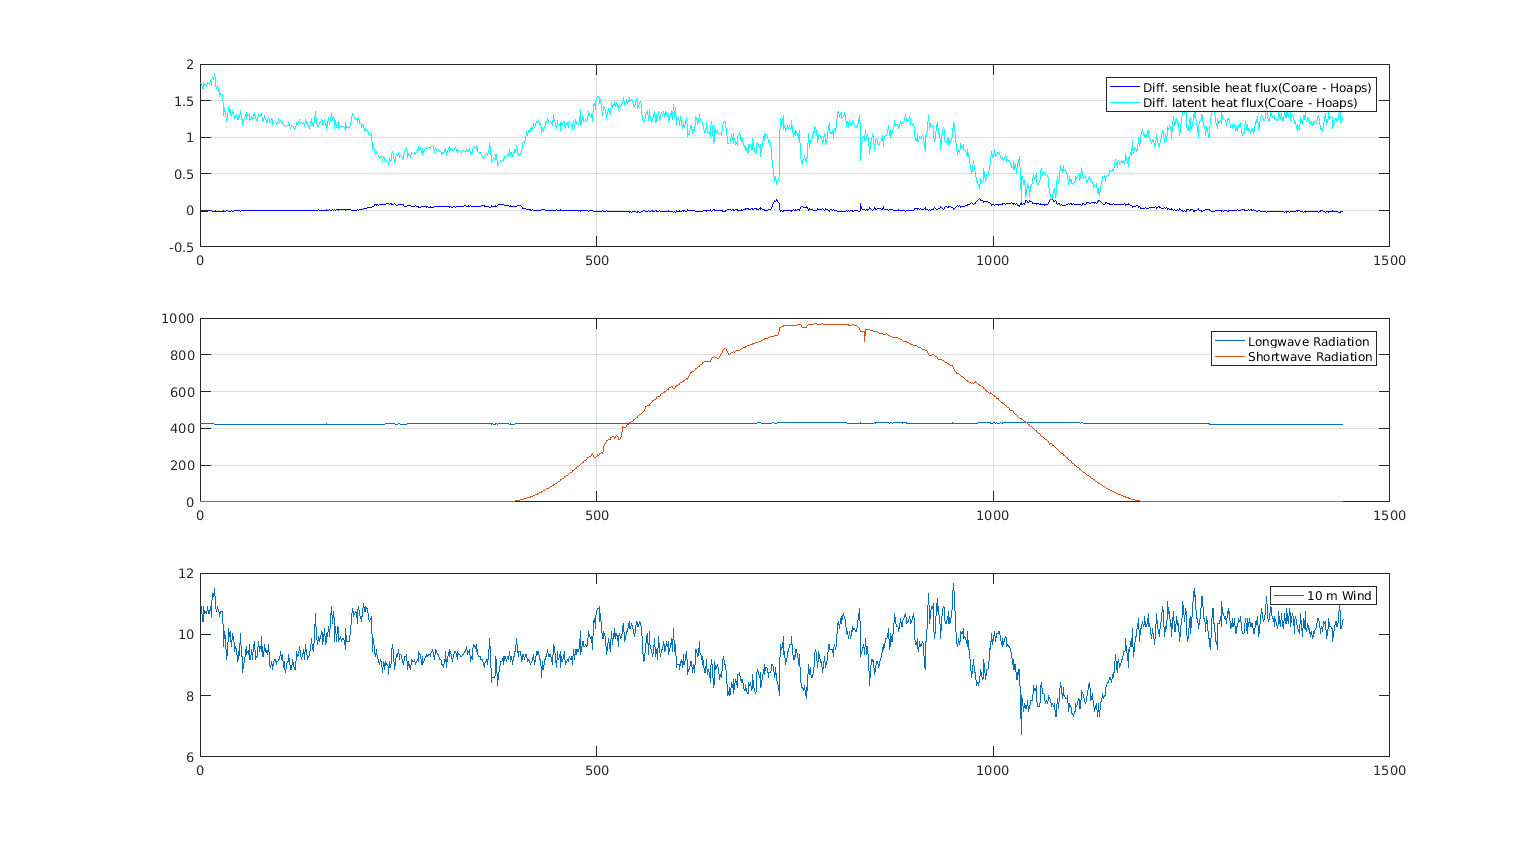 2
1.5
1
0.5
0
-0.5
Diff. sensible heat flux(Coare - Hoaps)
Diff. latent heat flux(Coare - Hoaps)
0 500 1000 1500
1000
800
600
400
200
0
Longwave Radiation
Shortwave Radiation
0 500 1000 1500
12
10
8
6
10 m Wind
0 500 1000 1500